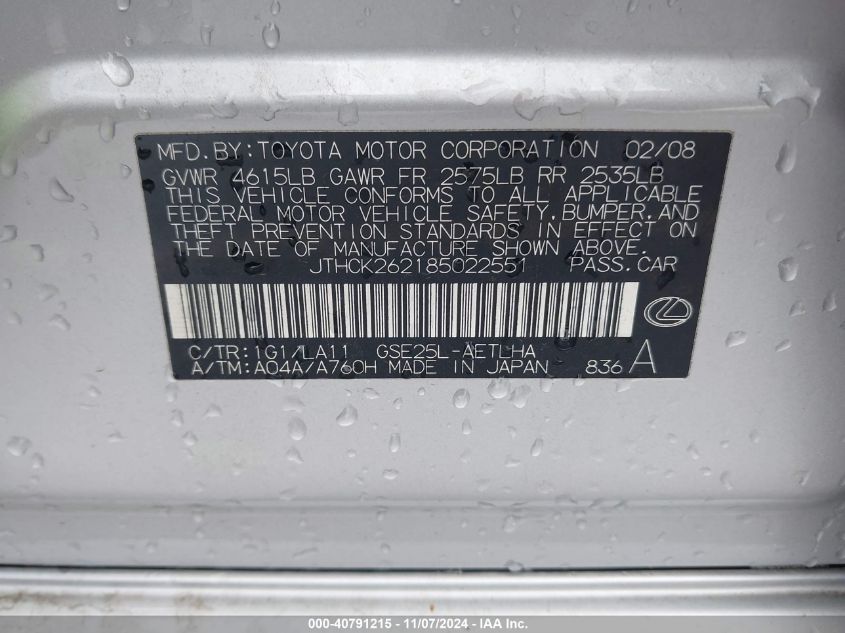 MFD.BY:TOYOTA MOTOR CORPORATION 02/08
GVWR 4615LB GAWR FR 2575LB RR 2535LB
THIS VEHICLE CONFORMS TO ALL APPLICABLE
FEDERAL MOTOR VEHICLE SAFETY,BUMPER,AND
THEFT PREVENTION STANDARDS IN EFFECT ON
THE DATE OF MANUFACTURE SHOWN ABOVE.
JTHCK262185022551 PASS.CAR
C/TR:1G1/LA11 GSE25L-AETLHA
A/TM:A04A/A760H MADE IN JAPAN 836 A
000-40791215 - 11/07/2024 - IAA Inc.